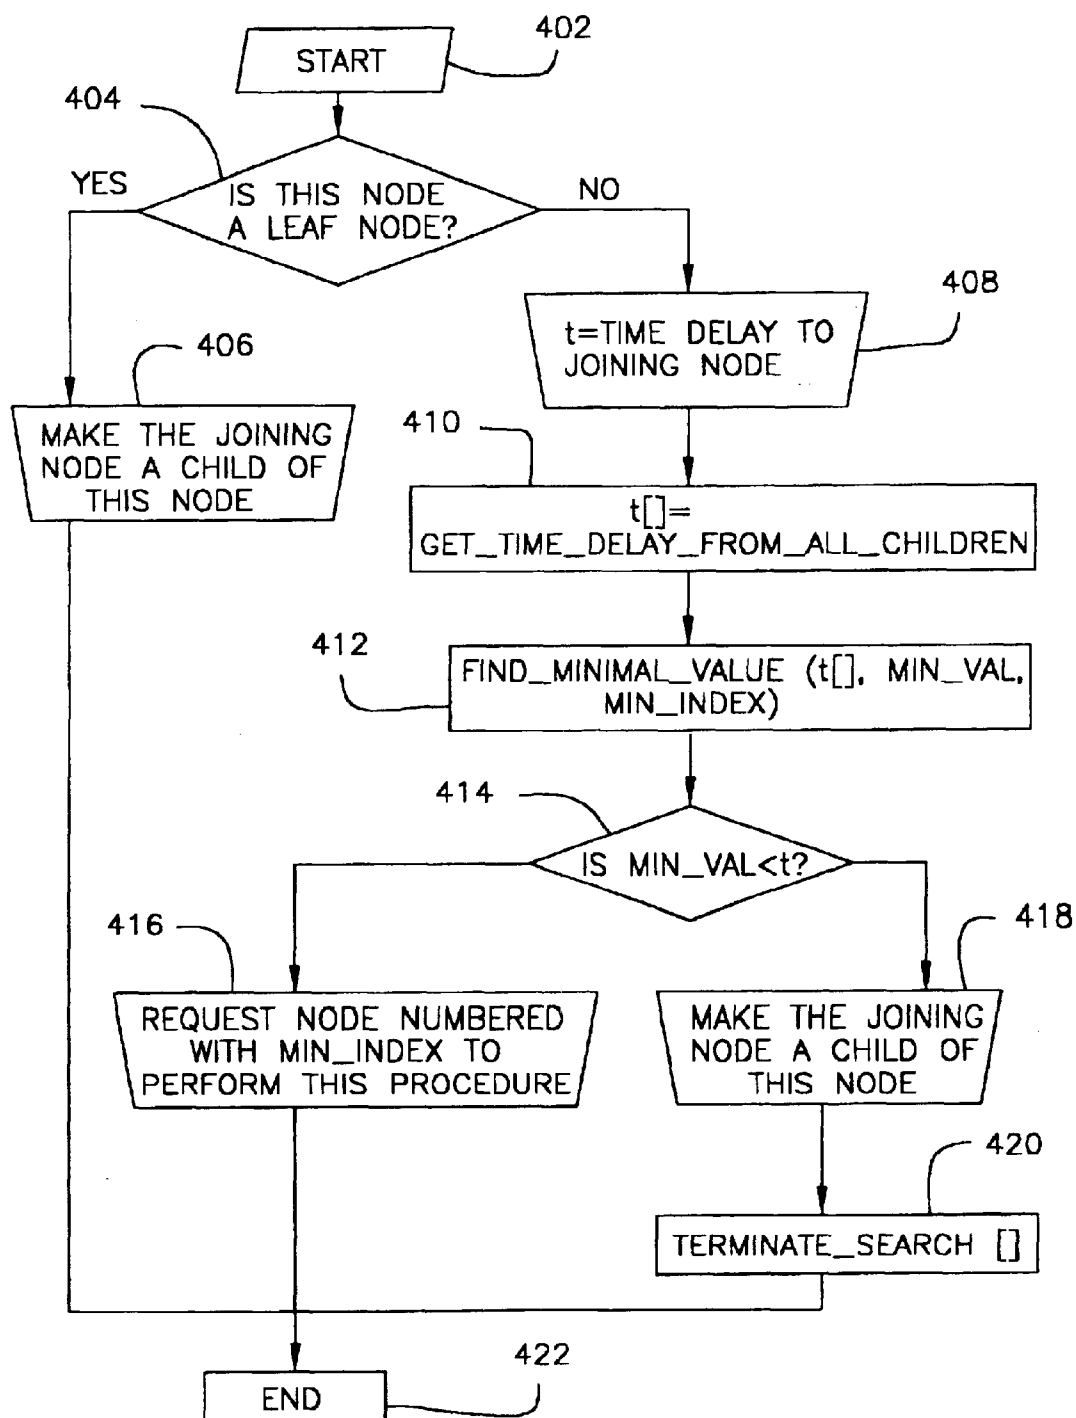 402
START
404
YES
IS THIS NODE
A LEAF NODE?
NO
408
t=TIME DELAY TO
JOINING NODE
406
MAKE THE JOINING
NODE A CHILD OF
THIS NODE
410
t[]=
GET_TIME_DELAY_FROM_ALL_CHILDREN
412
FIND_MINIMAL_VALUE (t[], MIN_VAL,
MIN_INDEX)
414
IS MIN_VAL<t?
416
REQUEST NODE NUMBERED
WITH MIN_INDEX TO
PERFORM THIS PROCEDURE
418
MAKE THE JOINING
NODE A CHILD OF
THIS NODE
420
TERMINATE_SEARCH []
422
END